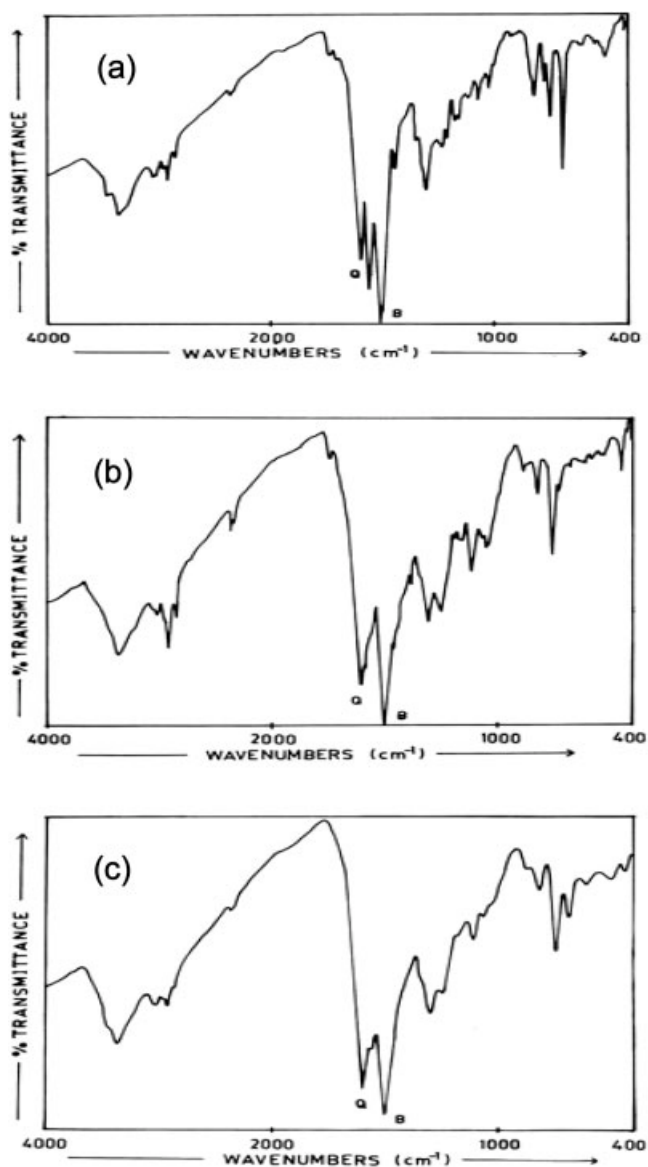 (a)
% TRANSMITTANCE
Q
B
4000 2000 1000 400
WAVENUMBERS (cm⁻¹)
(b)
% TRANSMITTANCE
Q
B
4000 2000 1000 400
WAVENUMBERS (cm⁻¹)
(c)
% TRANSMITTANCE
Q
B
4000 2000 1000 400
WAVENUMBERS (cm⁻¹)